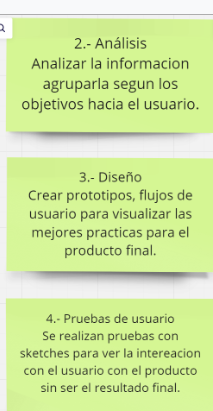 2.- Análisis
Analizar la informacion
agruparla segun los
objetivos hacia el usuario.
3.- Diseño
Crear prototipos, flujos de
usuario para visualizar las
mejores practicas para el
producto final.
4.- Pruebas de usuario
Se realizan pruebas con
sketches para ver la intereacion
con el usuario con el producto
sin ser el resultado final.